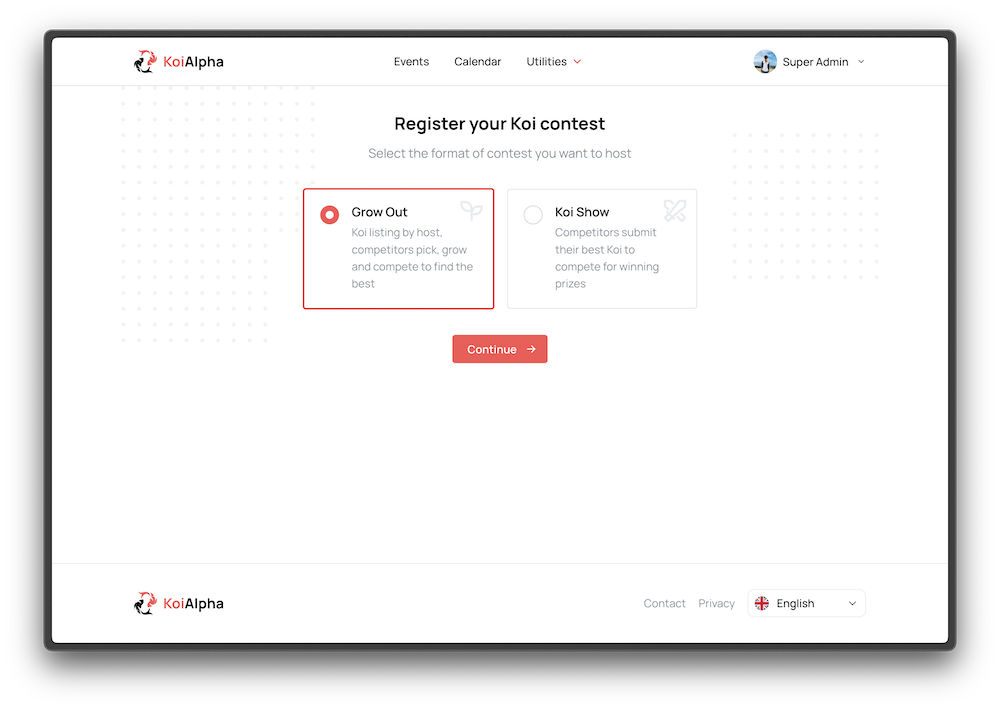 KoiAlpha
Events
Calendar
Utilities
Super Admin
Register your Koi contest
Select the format of contest you want to host
Grow Out
Koi listing by host,
competitors pick, grow
and compete to find the
best
Koi Show
Competitors submit
their best Koi to
compete for winning
prizes
Continue
KoiAlpha
Contact
Privacy
English